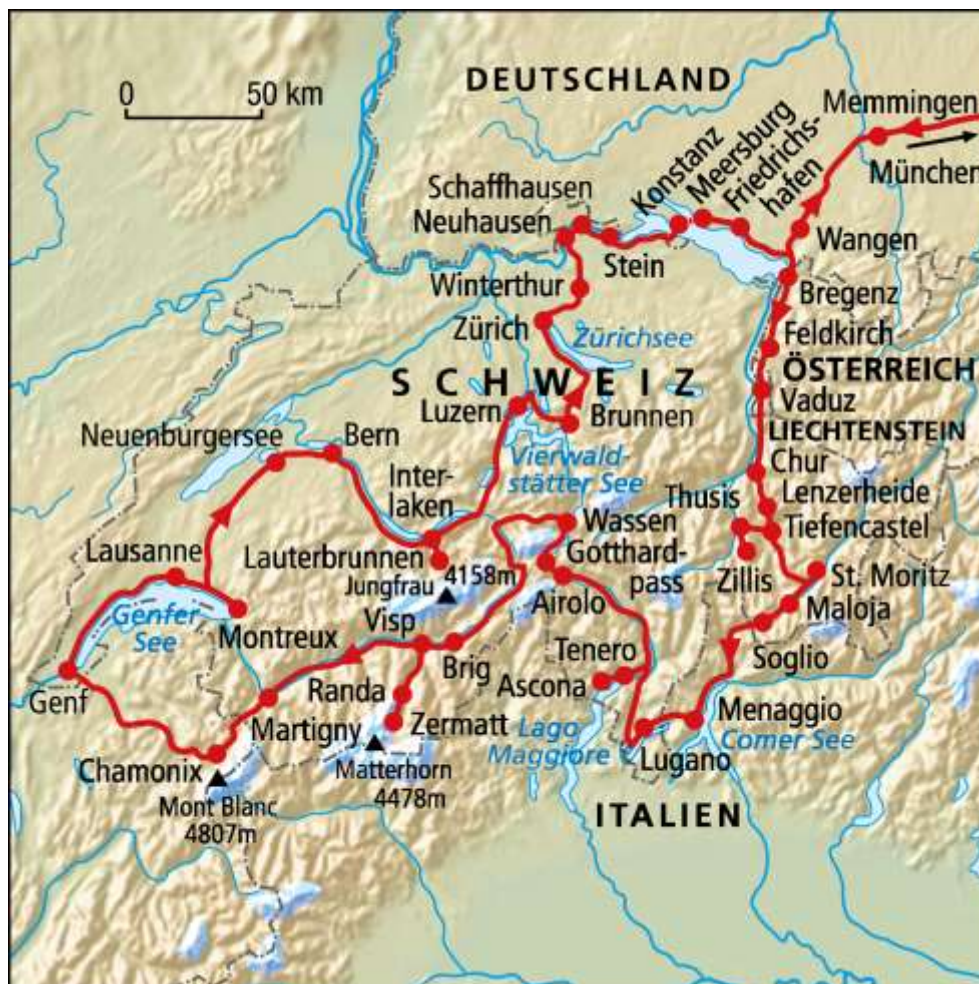 0 50 km
DEUTSCHLAND
Memmingen
München
Konstanz
Meersburg
Friedrichs-
hafen
Schaffhausen
Neuhausen
Stein
Wangen
Winterthur
Bregenz
Zürich
Zürichsee
Feldkirch
SCHWEIZ
ÖSTERREICH
Luzern
Brunnen
Vaduz
LIECHTENSTEIN
Neuenburgersee
Bern
Vierwald-
stätter See
Inter-
laken
Chur
Thusis
Lenzerheide
Wassen
Tiefencastel
Lausanne
Lauterbrunnen
Gotthard-
pass
Zillis
St. Moritz
Jungfrau
4158m
Airolo
Maloja
Genfer
See
Montreux
Visp
Brig
Tenero
Soglio
Genf
Randa
Ascona
Martigny
Zermatt
Lago
Maggiore
Lugano
Menaggio
Comer See
Chamonix
Matterhorn
4478m
Mont Blanc
4807m
ITALIEN